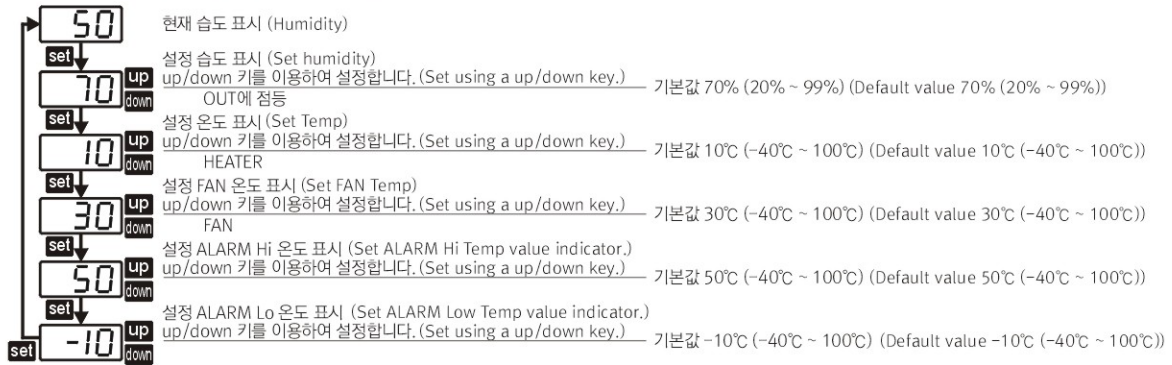 50 현재 습도 표시 (Humidity)
set
설정 습도 표시 (Set humidity)
70 up down up/down 키를 이용하여 설정합니다. (Set using a up/down key.) 기본값 70% (20% ~ 99%) (Default value 70% (20% ~ 99%))
OUT에 점등
set
설정 온도 표시 (Set Temp)
10 up down up/down 키를 이용하여 설정합니다. (Set using a up/down key.) 기본값 10℃ (-40℃ ~ 100℃) (Default value 10℃ (-40℃ ~ 100℃))
HEATER
set
설정 FAN 온도 표시 (Set FAN Temp)
30 up down up/down 키를 이용하여 설정합니다. (Set using a up/down key.) 기본값 30℃ (-40℃ ~ 100℃) (Default value 30℃ (-40℃ ~ 100℃))
FAN
set
설정 ALARM Hi 온도 표시 (Set ALARM Hi Temp value indicator.)
50 up down up/down 키를 이용하여 설정합니다. (Set using a up/down key.) 기본값 50℃ (-40℃ ~ 100℃) (Default value 50℃ (-40℃ ~ 100℃))
set
설정 ALARM Lo 온도 표시 (Set ALARM Low Temp value indicator.)
set -10 up down up/down 키를 이용하여 설정합니다. (Set using a up/down key.) 기본값 -10℃ (-40℃ ~ 100℃) (Default value -10℃ (-40℃ ~ 100℃))